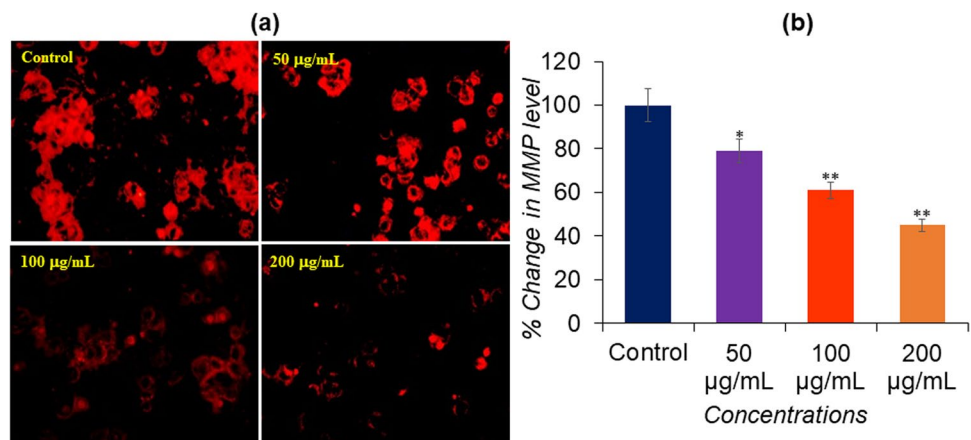 (a)
Control
50 µg/mL
100 µg/mL
200 µg/mL
(b)
% Change in MMP level
120
100
80
60
40
20
0
*
**
**
Control
50
µg/mL
100
µg/mL
200
µg/mL
Concentrations